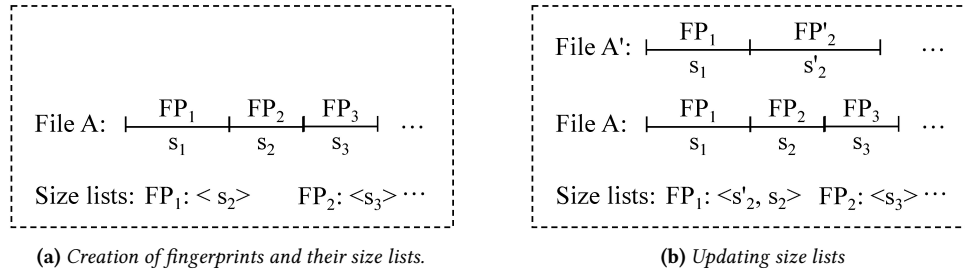 FP₁ FP₂ FP₃
File A: ...
s₁ s₂ s₃
Size lists: FP₁: < s₂> FP₂: <s₃> ...
(a) Creation of fingerprints and their size lists.
FP₁ FP'₂
File A': ...
s₁ s'₂
FP₁ FP₂ FP₃
File A: ...
s₁ s₂ s₃
Size lists: FP₁: <s'₂, s₂> FP₂: <s₃> ...
(b) Updating size lists